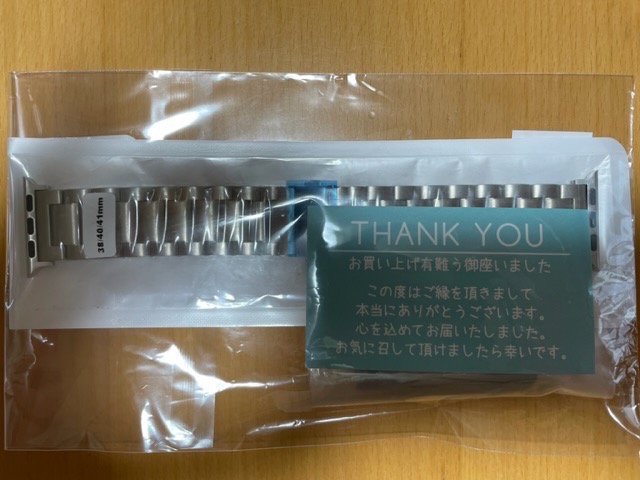 38/40/41mm
THANK YOU
お買い上げ有難う御座いました
この度はご縁を頂きまして
本当にありがとうございます。
心を込めてお届いたしました。
お気に召して頂けましたら幸いです。